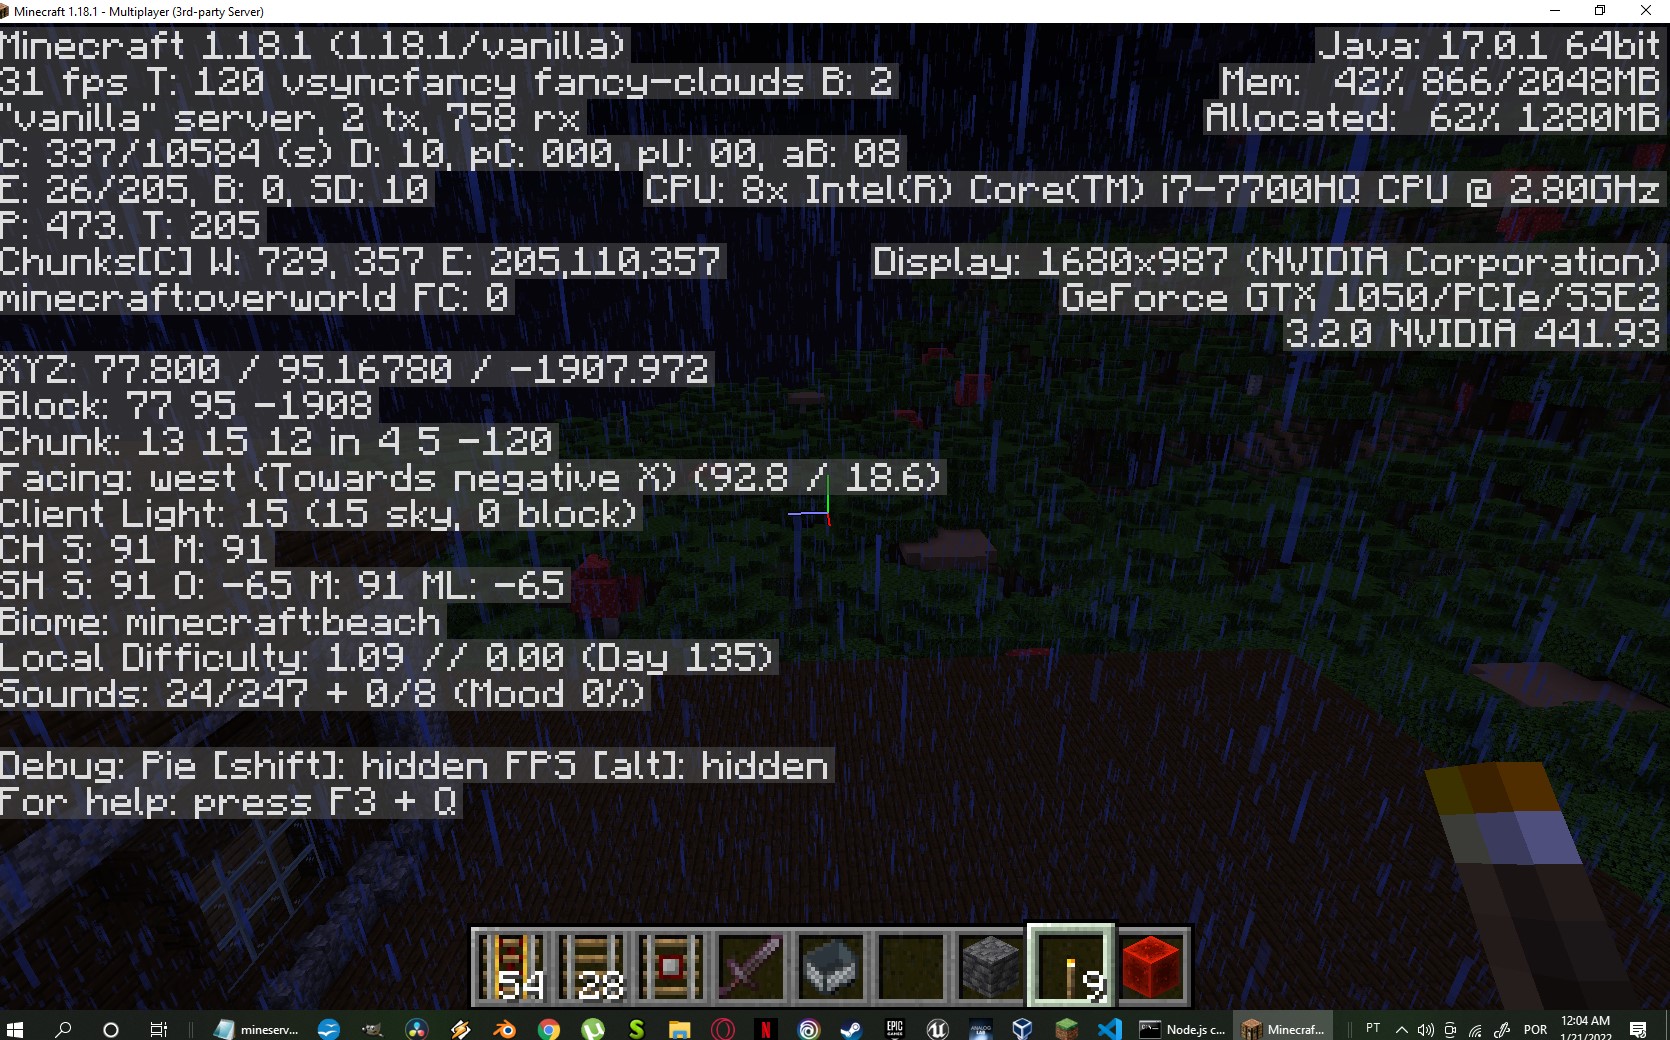 Minecraft 1.18.1 - Multiplayer (3rd-party Server)
Minecraft 1.18.1 (1.18.1/vanilla)
31 fps T: 120 vsyncfancy fancy-clouds B: 2
"vanilla" server, 2 tx, 758 rx
C: 337/10584 (s) D: 10, pC: 000, pU: 00, aB: 08
E: 26/205, B: 0, SD: 10
P: 473. T: 205
Chunks[C] W: 729, 357 E: 205,110,357
minecraft:overworld FC: 0
XYZ: 77.800 / 95.16780 / -1907.972
Block: 77 95 -1908
Chunk: 13 15 12 in 4 5 -120
Facing: west (Towards negative X) (92.8 / 18.6)
Client Light: 15 (15 sky, 0 block)
CH S: 91 M: 91
SH S: 91 O: -65 M: 91 ML: -65
Biome: minecraft:beach
Local Difficulty: 1.09 // 0.00 (Day 135)
Sounds: 24/247 + 0/8 (Mood 0%)
Debug: Pie [shift]: hidden FPS [alt]: hidden
For help: press F3 + Q
Java: 17.0.1 64bit
Mem: 42% 866/2048MB
Allocated: 62% 1280MB
CPU: 8x Intel(R) Core(TM) i7-7700HQ CPU @ 2.80GHz
Display: 1680x987 (NVIDIA Corporation)
GeForce GTX 1050/PCIe/SSE2
3.2.0 NVIDIA 441.93
54
28
9
mineserv...
EPIC
GAMES
ANALOG
LAB
Node.js c...
Minecraf...
PT
POR
12:04 AM
1/21/2022